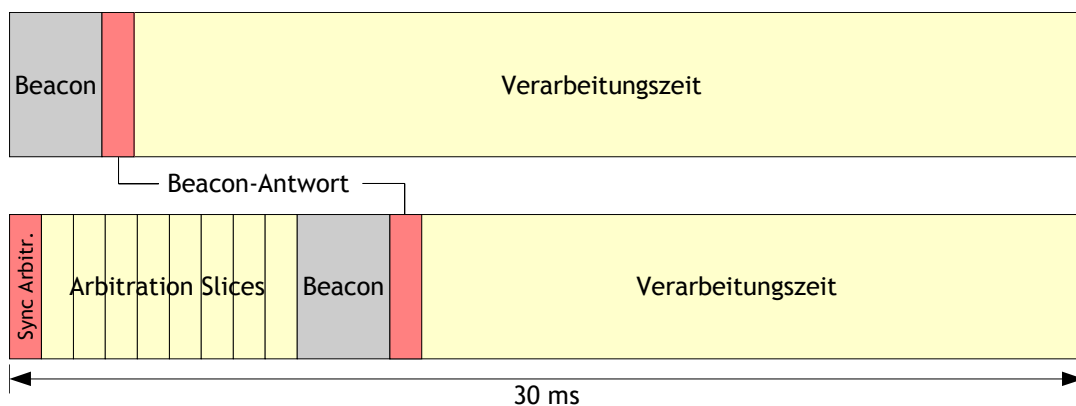 Beacon
Verarbeitungszeit
Beacon-Antwort
Sync Arbitr.
Arbitration Slices
Beacon
Verarbeitungszeit
30 ms